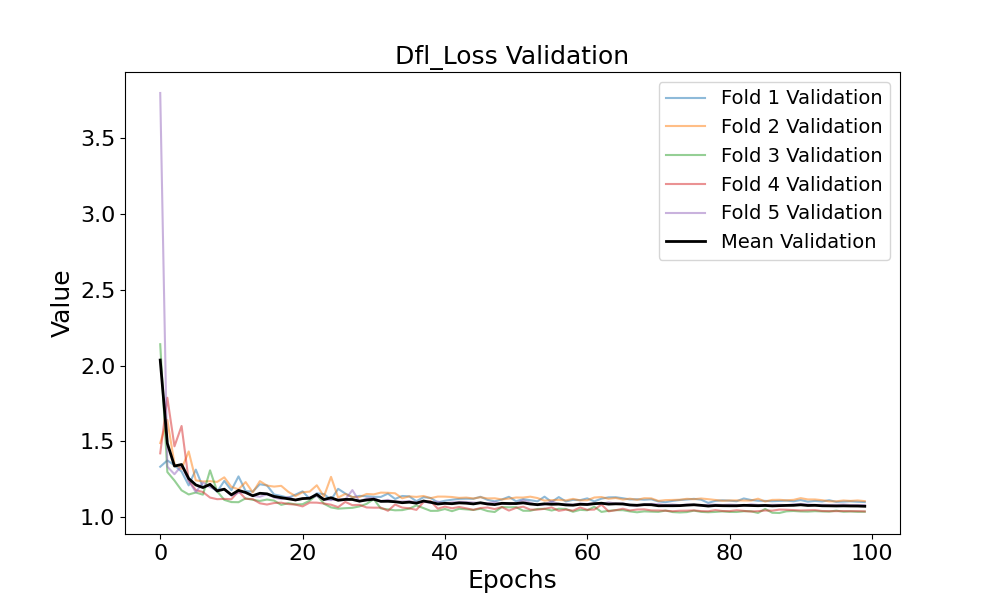 Dfl_Loss Validation
Fold 1 Validation
Fold 2 Validation
Fold 3 Validation
Fold 4 Validation
Fold 5 Validation
Mean Validation
Value
3.5
3.0
2.5
2.0
1.5
1.0
0 20 40 60 80 100
Epochs